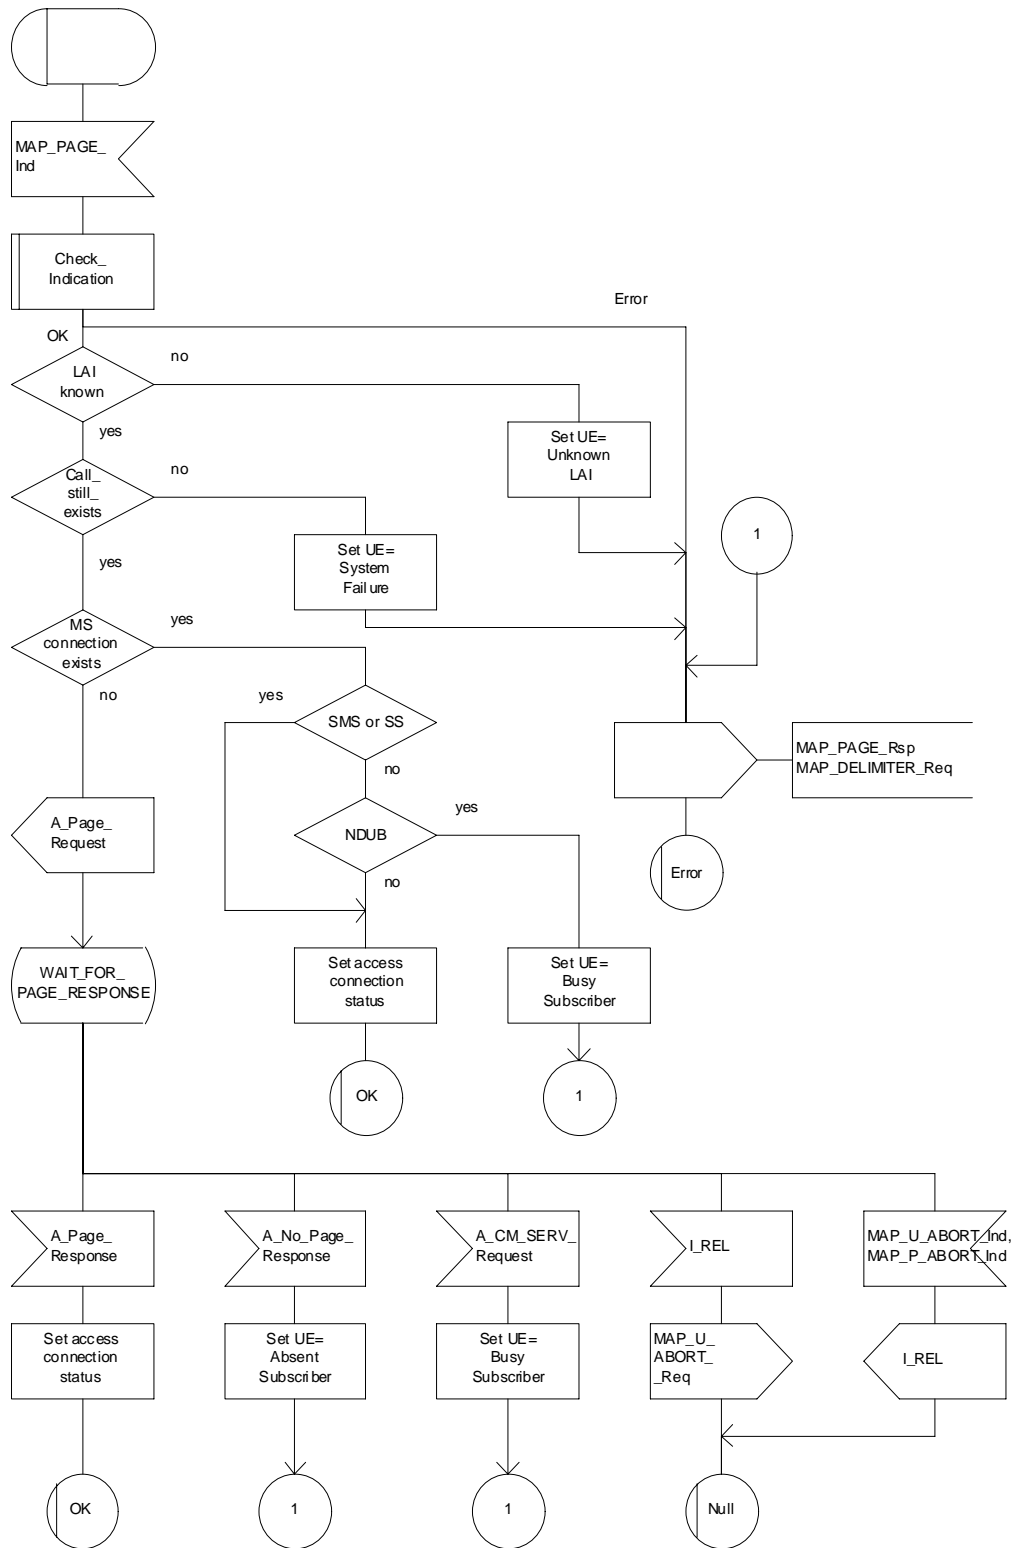 MAP_PAGE_
Ind
Check_
Indication
Error
OK
no
LAI
known
yes
Set UE=
Unknown
LAI
no
Call_
still_
exists
1
yes
Set UE=
System
Failure
yes
MS
connection
exists
no
yes
SMS or SS
no
MAP_PAGE_Rsp
MAP_DELIMITER_Req
A_Page_
Request
yes
NDUB
no
Error
WAIT_FOR_
PAGE_RESPONSE
Set access
connection
status
Set UE=
Busy
Subscriber
OK
1
A_Page_
Response
A_No_Page_
Response
A_CM_SERV_
Request
I_REL
MAP_U_ABORT_Ind,
MAP_P_ABORT_Ind
Set access
connection
status
Set UE=
Absent
Subscriber
Set UE=
Busy
Subscriber
MAP_U_
ABORT_
_Req
I_REL
OK
1
1
Null